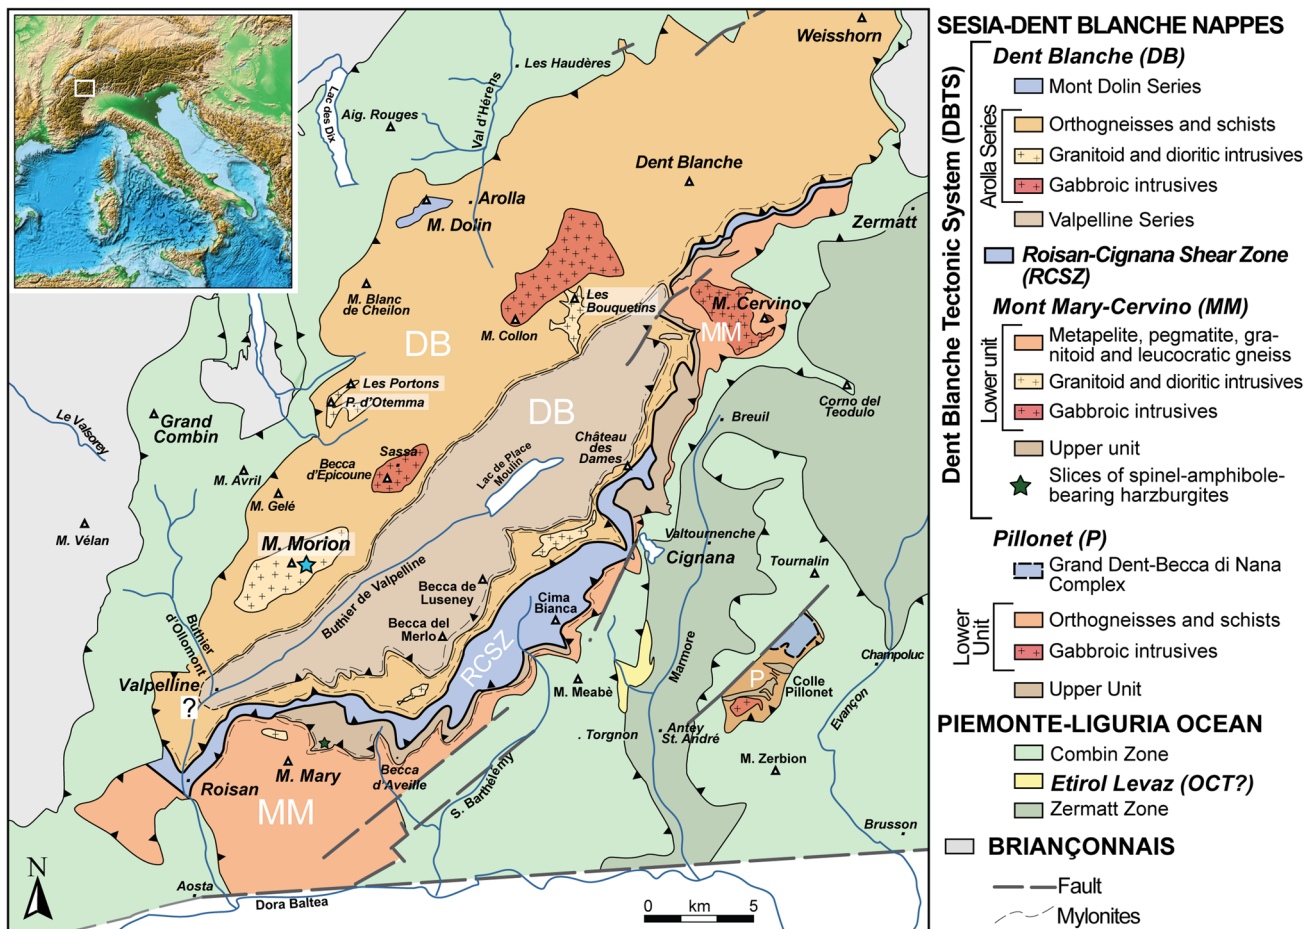 Weisshorn
Les Haudères
Lac des Dix
Aig. Rouges
Val d'Hérens
Dent Blanche
Arolla
M. Dolin
Zermatt
M. Blanc
de Cheilon
Les
Bouquetins
M. Cervino
M. Collon
MM
DB
Les Portons
P. d'Otemma
DB
Corno del
Teodulo
Le Valsorey
Grand
Combin
Breuil
Château
des
Dames
Sassa
Becca
d'Epicoune
Lac de Place
Moulin
M. Avril
M. Gelé
M. Vélan
M. Morion
Valtournenche
Cignana
Tournalin
Buthier de Valpelline
Becca de
Luseney
Cima
Bianca
Becca del
Merlo
Buthier
d'Ollomont
RCSZ
Marmore
Champoluc
Valpelline
?
P
Colle
Pillonet
M. Meabè
Evançon
Torgnon
Antey
St. André
M. Zerbion
Roisan
M. Mary
Becca
d'Aveille
S. Barthélémy
MM
Brusson
N
Aosta
Dora Baltea
0 km 5
SESIA-DENT BLANCHE NAPPES
Dent Blanche Tectonic System (DBTS)
Dent Blanche (DB)
Mont Dolin Series
Arolla Series
Orthogneisses and schists
Granitoid and dioritic intrusives
Gabbroic intrusives
Valpelline Series
Roisan-Cignana Shear Zone
(RCSZ)
Mont Mary-Cervino (MM)
Lower unit
Metapelite, pegmatite, gra-
nitoid and leucocratic gneiss
Granitoid and dioritic intrusives
Gabbroic intrusives
Upper unit
Slices of spinel-amphibole-
bearing harzburgites
Pillonet (P)
Grand Dent-Becca di Nana
Complex
Lower
Unit
Orthogneisses and schists
Gabbroic intrusives
Upper Unit
PIEMONTE-LIGURIA OCEAN
Combin Zone
Etirol Levaz (OCT?)
Zermatt Zone
BRIANÇONNAIS
Fault
Mylonites